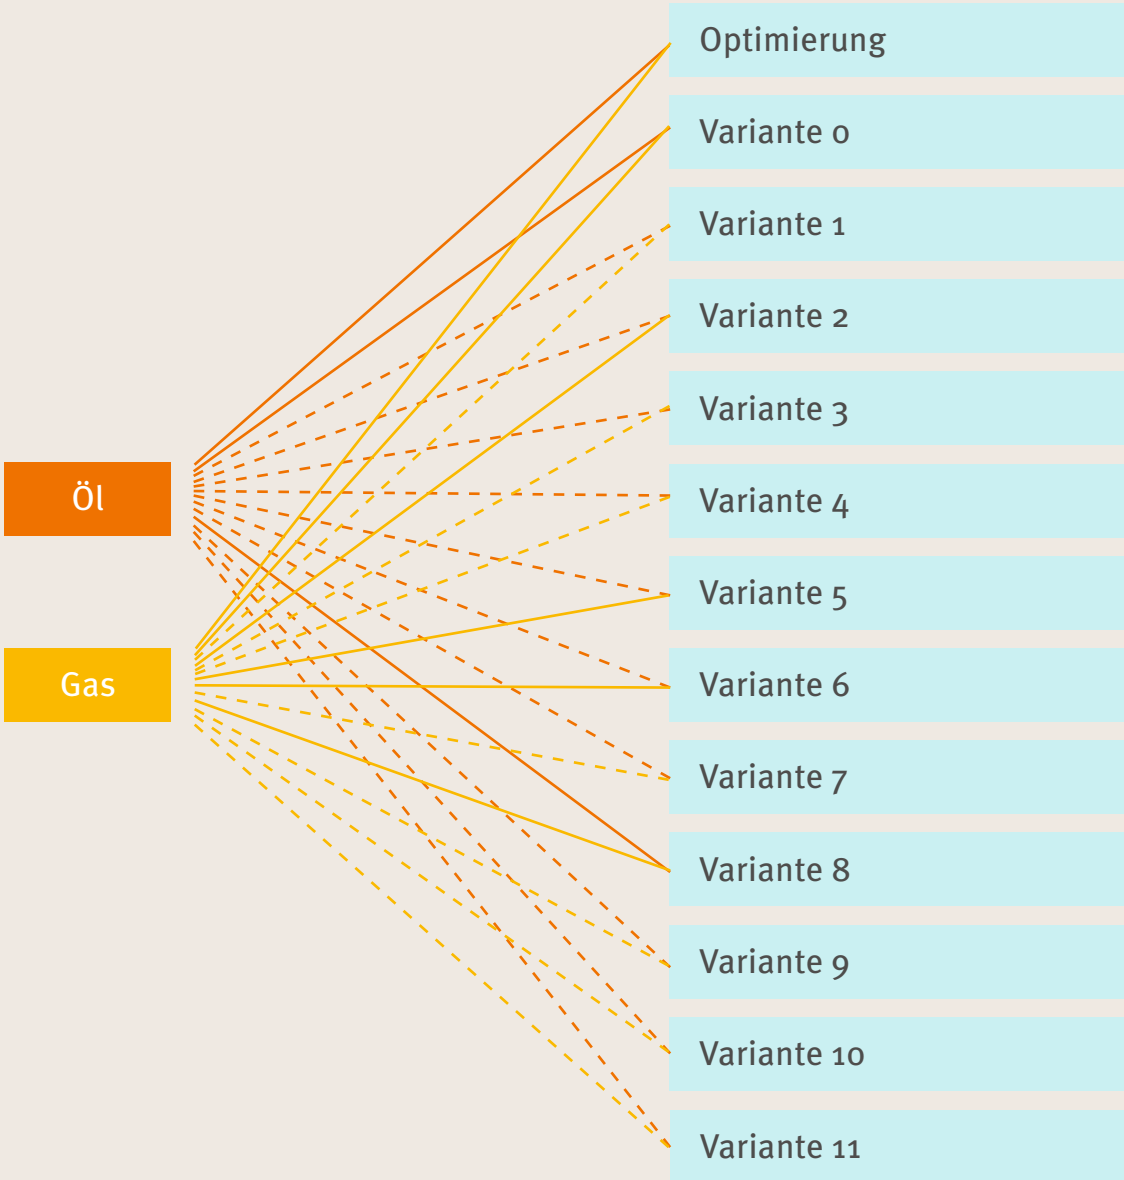 Optimierung
Variante 0
Variante 1
Variante 2
Variante 3
Variante 4
Variante 5
Variante 6
Variante 7
Variante 8
Variante 9
Variante 10
Variante 11
Öl
Gas